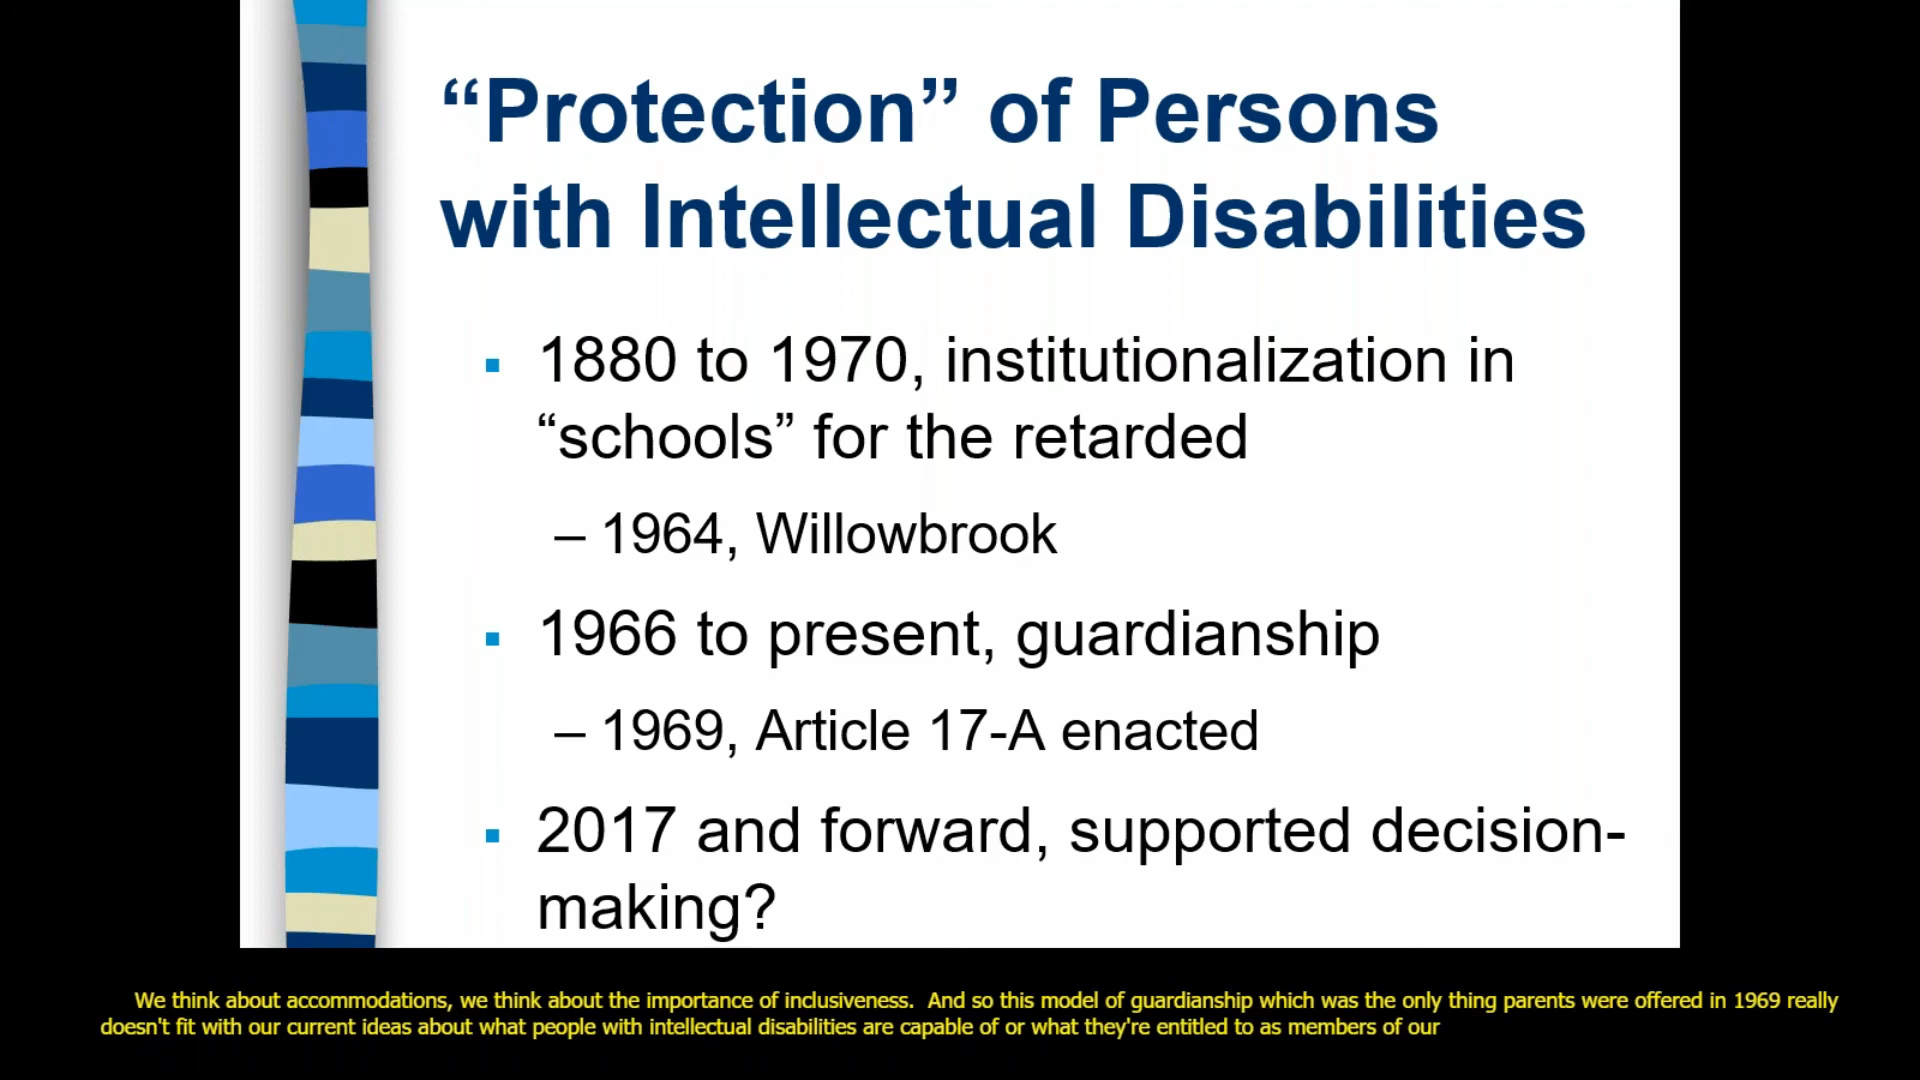 “Protection” of Persons
with Intellectual Disabilities
▪ 1880 to 1970, institutionalization in
“schools” for the retarded
– 1964, Willowbrook
▪ 1966 to present, guardianship
– 1969, Article 17-A enacted
▪ 2017 and forward, supported decision-
making?
We think about accommodations, we think about the importance of inclusiveness.  And so this model of guardianship which was the only thing parents were offered in 1969 really
doesn't fit with our current ideas about what people with intellectual disabilities are capable of or what they're entitled to as members of our